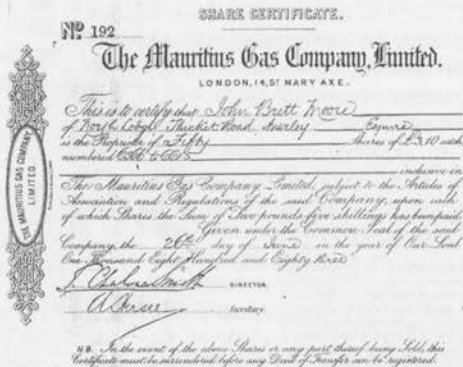 SHARE CERTIFICATE.
No 192
The Mauritius Gas Company, Limited.
LONDON, 14, ST MARY AXE.
This is to certify that John Brett Moore
of North Lodge Thicket Road Anerley Esquire
is the Proprietor of Fifty Shares of £10 each
numbered
inclusive in
The Mauritius Gas Company Limited, subject to the Articles of
Association and Regulations of the said Company, upon each
of which Shares the Sum of Two pounds five shillings has been paid
Given under the Common Seal of the said
Company, the 26th day of June in the year of Our Lord
One Thousand Eight Hundred and Eighty three
DIRECTOR.
Secretary.
N.B. In the event of the above Shares or any part thereof being Sold, this
Certificate must be surrendered before any Deed of Transfer can be registered.
THE MAURITIUS GAS COMPANY
LIMITED